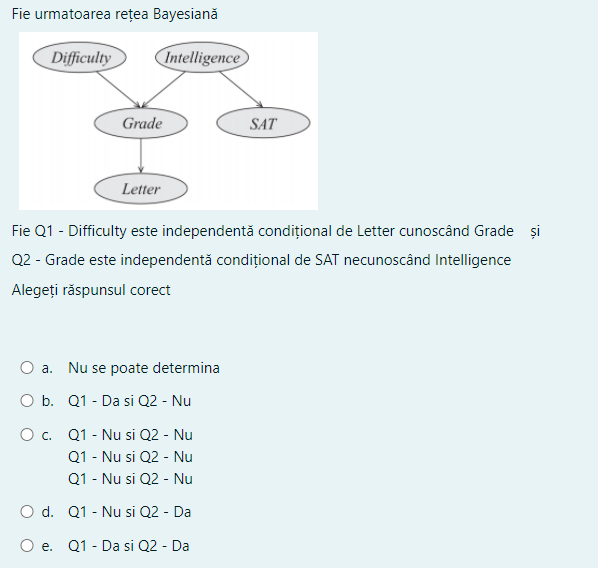 Fie urmatoarea rețea Bayesiană
Difficulty
Intelligence
Grade
SAT
Letter
Fie Q1 - Difficulty este independentă condițional de Letter cunoscând Grade și
Q2 - Grade este independentă condițional de SAT necunoscând Intelligence
Alegeți răspunsul corect
a. Nu se poate determina
b. Q1 - Da si Q2 - Nu
c. Q1 - Nu si Q2 - Nu
Q1 - Nu si Q2 - Nu
Q1 - Nu si Q2 - Nu
d. Q1 - Nu si Q2 - Da
e. Q1 - Da si Q2 - Da